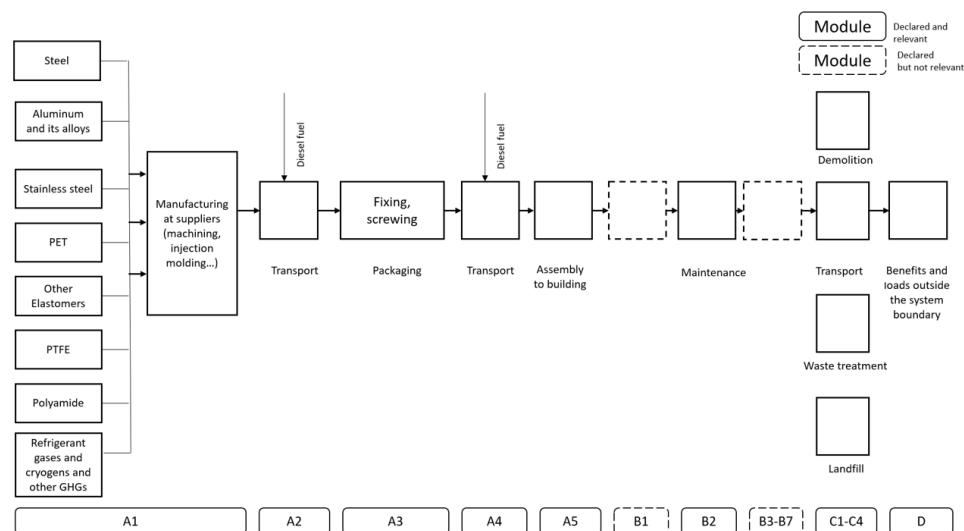 Module
Declared and
relevant
Module
Declared
but not relevant
Steel
Aluminum
and its alloys
Stainless steel
PET
Other
Elastomers
PTFE
Polyamide
Refrigerant
gases and
cryogens and
other GHGs
Manufacturing
at suppliers
(machining,
injection
molding...)
Diesel fuel
Transport
Fixing,
screwing
Packaging
Diesel fuel
Transport
Assembly
to building
Maintenance
Demolition
Transport
Waste treatment
Landfill
Benefits and
loads outside
the system
boundary
A1
A2
A3
A4
A5
B1
B2
B3-B7
C1-C4
D